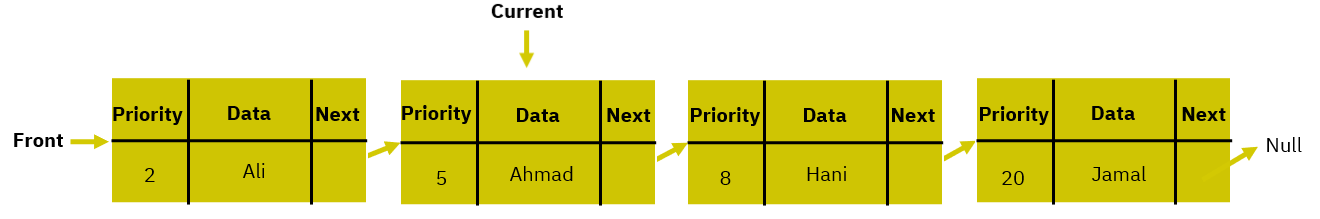 Current
Priority Data Next
Priority Data Next
Priority Data Next
Priority Data Next
Front
Null
2 Ali
5 Ahmad
8 Hani
20 Jamal